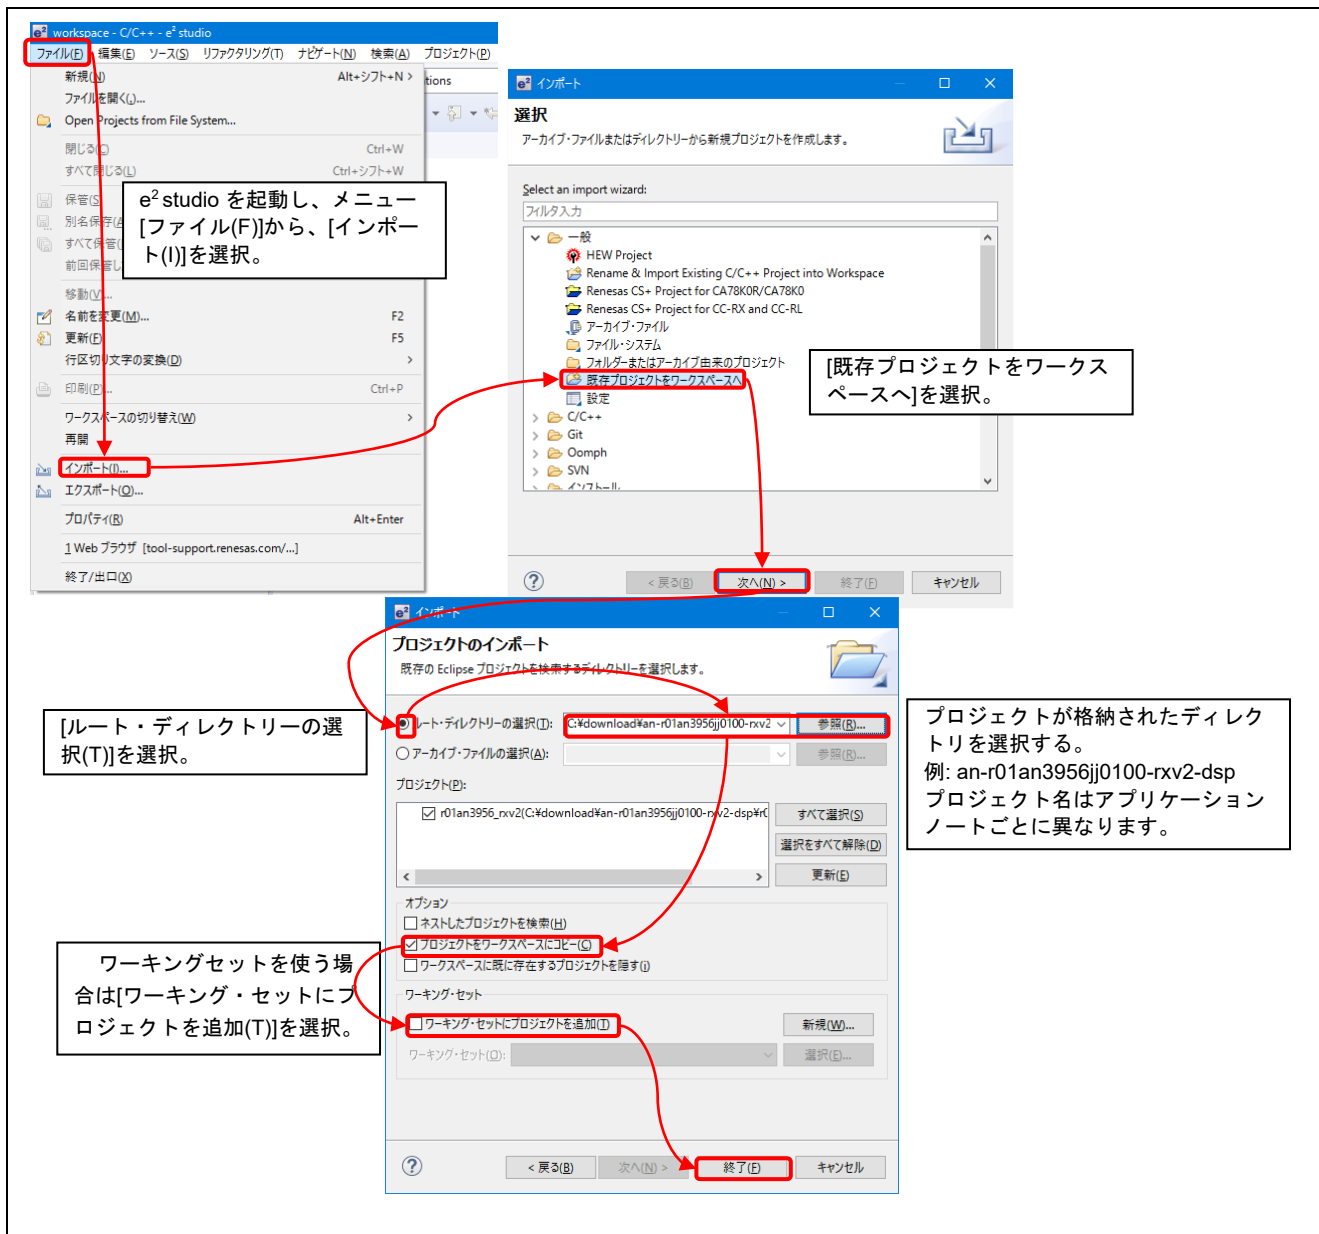 workspace - C/C++ - e² studio
ファイル(F) 編集(E) ソース(S) リファクタリング(T) ナビゲート(N) 検索(A) プロジェクト(P)
新規(N) Alt+シフト+N >
ファイルを開く(.)...
Open Projects from File System...
閉じる(C) Ctrl+W
すべて閉じる(L) Ctrl+シフト+W
保管(S)
別名保存(A)
すべて保管(
前回保管し
移動(V)...
名前を変更(M)... F2
更新(F) F5
行区切り文字の変換(D) >
印刷(P)... Ctrl+P
ワークスペースの切り替え(W) >
再開
インポート(I)...
エクスポート(O)...
プロパティ(R) Alt+Enter
1 Web ブラウザ [tool-support.renesas.com/...]
終了/出口(X)
tions
e² studio を起動し、メニュー
[ファイル(F)]から、[インポー
ト(I)]を選択。
インポート
選択
アーカイブ・ファイルまたはディレクトリーから新規プロジェクトを作成します。
Select an import wizard:
フィルタ入力
一般
HEW Project
Rename & Import Existing C/C++ Project into Workspace
Renesas CS+ Project for CA78K0R/CA78K0
Renesas CS+ Project for CC-RX and CC-RL
アーカイブ・ファイル
ファイル・システム
フォルダーまたはアーカイブ由来のプロジェクト
既存プロジェクトをワークスペースへ
設定
C/C++
Git
Oomph
SVN
インストール
[既存プロジェクトをワークス
ペースへ]を選択。
< 戻る(B) 次へ(N) > 終了(F) キャンセル
インポート
プロジェクトのインポート
既存の Eclipse プロジェクトを検索するディレクトリーを選択します。
ルート・ディレクトリーの選択(T): C:¥download¥an-r01an3956jj0100-rxv2 参照(R)...
アーカイブ・ファイルの選択(A): 参照(R)...
プロジェクト(P):
r01an3956_rxv2(C:¥download¥an-r01an3956jj0100-rxv2-dsp¥r0 すべて選択(S)
選択をすべて解除(D)
更新(E)
オプション
ネストしたプロジェクトを検索(H)
プロジェクトをワークスペースにコピー(C)
ワークスペースに既に存在するプロジェクトを隠す(i)
ワーキング・セット
ワーキング・セットにプロジェクトを追加(T) 新規(W)...
ワーキング・セット(O): 選択(E)...
< 戻る(B) 次へ(N) > 終了(F) キャンセル
[ルート・ディレクトリーの選
択(T)]を選択。
プロジェクトが格納されたディレク
トリを選択する。
例: an-r01an3956jj0100-rxv2-dsp
プロジェクト名はアプリケーション
ノートごとに異なります。
ワーキングセットを使う場
合は[ワーキング・セットにプ
ロジェクトを追加(T)]を選択。